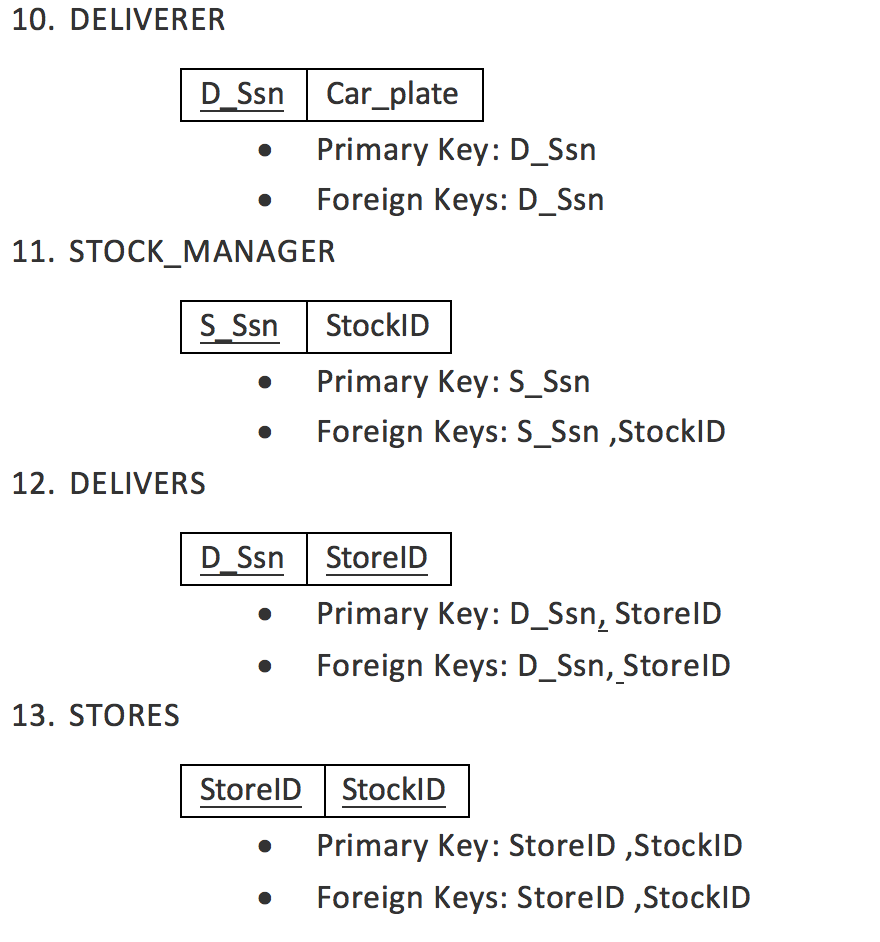 10. DELIVERER
D_Ssn Car_plate
• Primary Key: D_Ssn
• Foreign Keys: D_Ssn
11. STOCK_MANAGER
S_Ssn StockID
• Primary Key: S_Ssn
• Foreign Keys: S_Ssn ,StockID
12. DELIVERS
D_Ssn StoreID
• Primary Key: D_Ssn, StoreID
• Foreign Keys: D_Ssn, StoreID
13. STORES
StoreID StockID
• Primary Key: StoreID ,StockID
• Foreign Keys: StoreID ,StockID